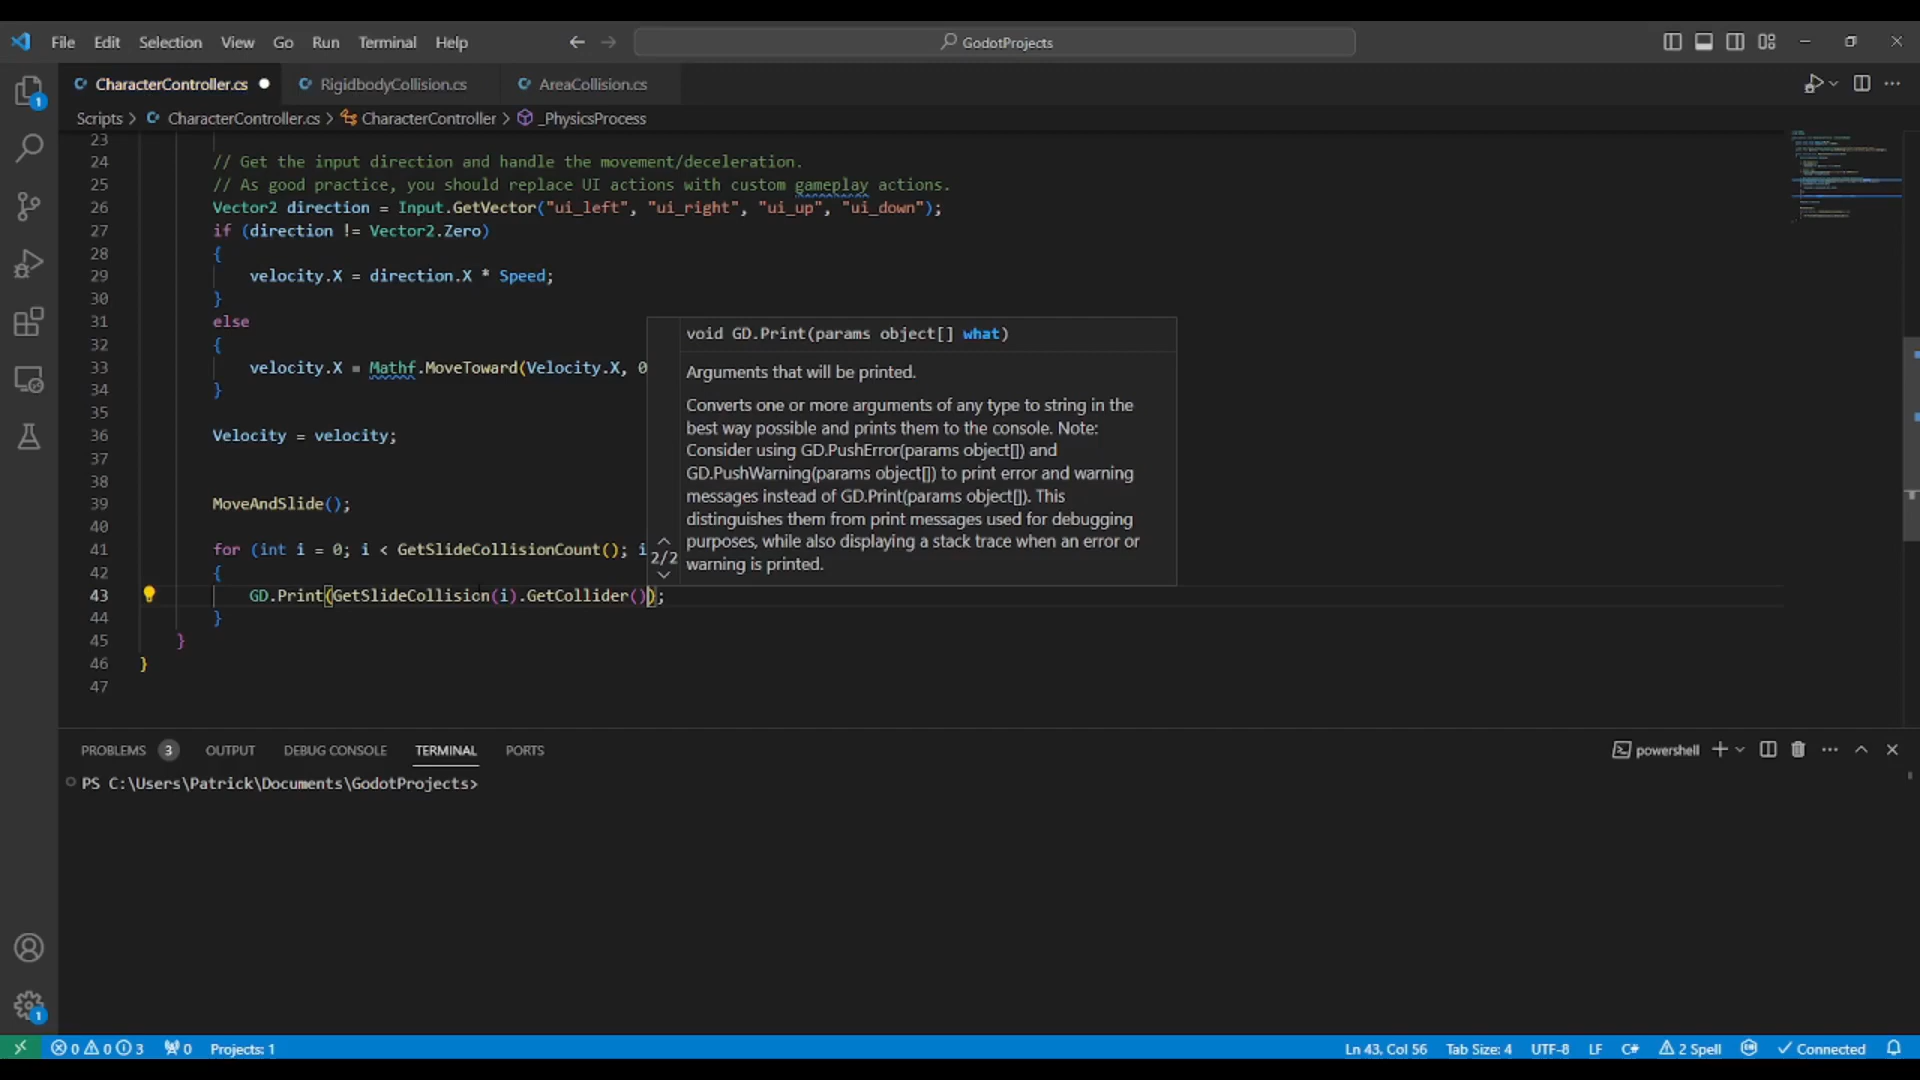 File Edit Selection View Go Run Terminal Help
GodotProjects
CharacterController.cs
RigidbodyCollision.cs
AreaCollision.cs
Scripts > CharacterController.cs > CharacterController > _PhysicsProcess
23
24 // Get the input direction and handle the movement/deceleration.
25 // As good practice, you should replace UI actions with custom gameplay actions.
26 Vector2 direction = Input.GetVector("ui_left", "ui_right", "ui_up", "ui_down");
27 if (direction != Vector2.Zero)
28 {
29 velocity.X = direction.X * Speed;
30 }
31 else
32 {
33 velocity.X = Mathf.MoveToward(Velocity.X, 0
34 }
35
36 Velocity = velocity;
37
38
39 MoveAndSlide();
40
41 for (int i = 0; i < GetSlideCollisionCount(); i
42 {
43 GD.Print(GetSlideCollision(i).GetCollider());
44 }
45 }
46 }
47
2/2
void GD.Print(params object[] what)
Arguments that will be printed.
Converts one or more arguments of any type to string in the
best way possible and prints them to the console. Note:
Consider using GD.PushError(params object[]) and
GD.PushWarning(params object[]) to print error and warning
messages instead of GD.Print(params object[]). This
distinguishes them from print messages used for debugging
purposes, while also displaying a stack trace when an error or
warning is printed.
PROBLEMS 3 OUTPUT DEBUG CONSOLE TERMINAL PORTS
powershell
PS C:\Users\Patrick\Documents\GodotProjects>
1
1
0 0 3 0 Projects: 1
Ln 43, Col 56 Tab Size: 4 UTF-8 LF C# 2 Spell Connected